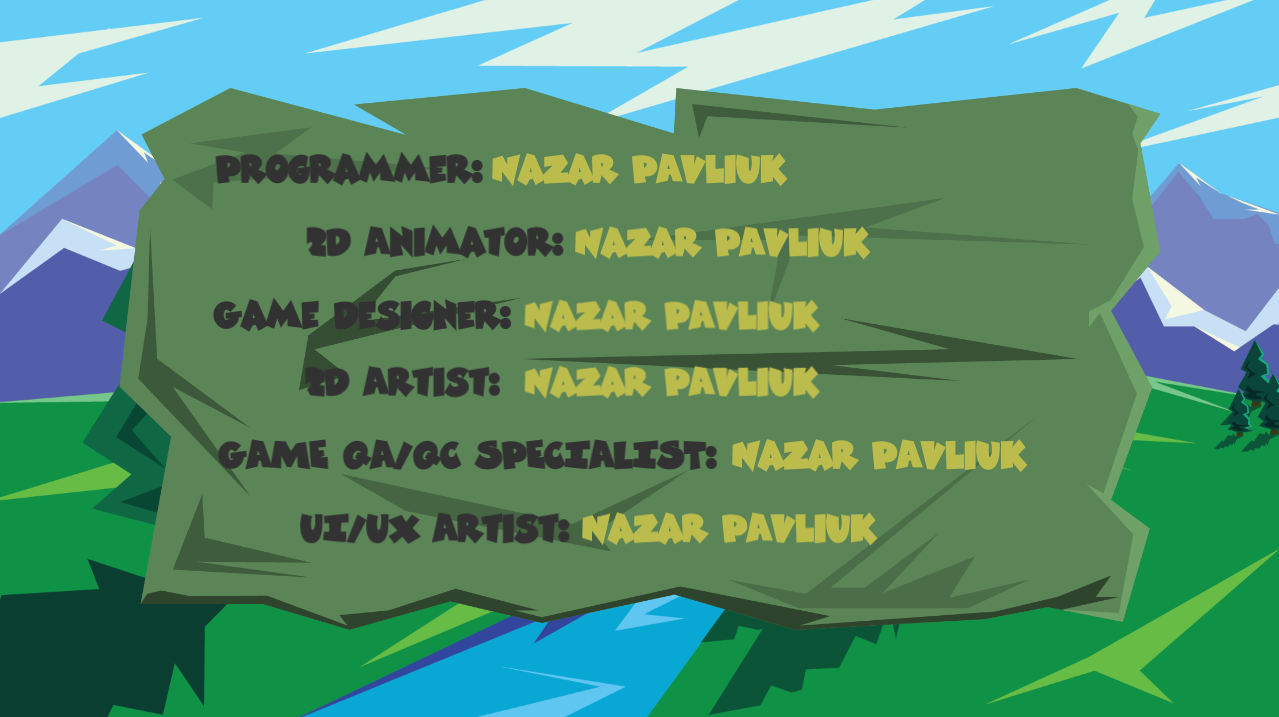 PROGRAMMER: NAZAR PAVLIUK
2D ANIMATOR: NAZAR PAVLIUK
GAME DESIGNER: NAZAR PAVLIUK
2D ARTIST: NAZAR PAVLIUK
GAME QA/QC SPECIALIST: NAZAR PAVLIUK
UI/UX ARTIST: NAZAR PAVLIUK